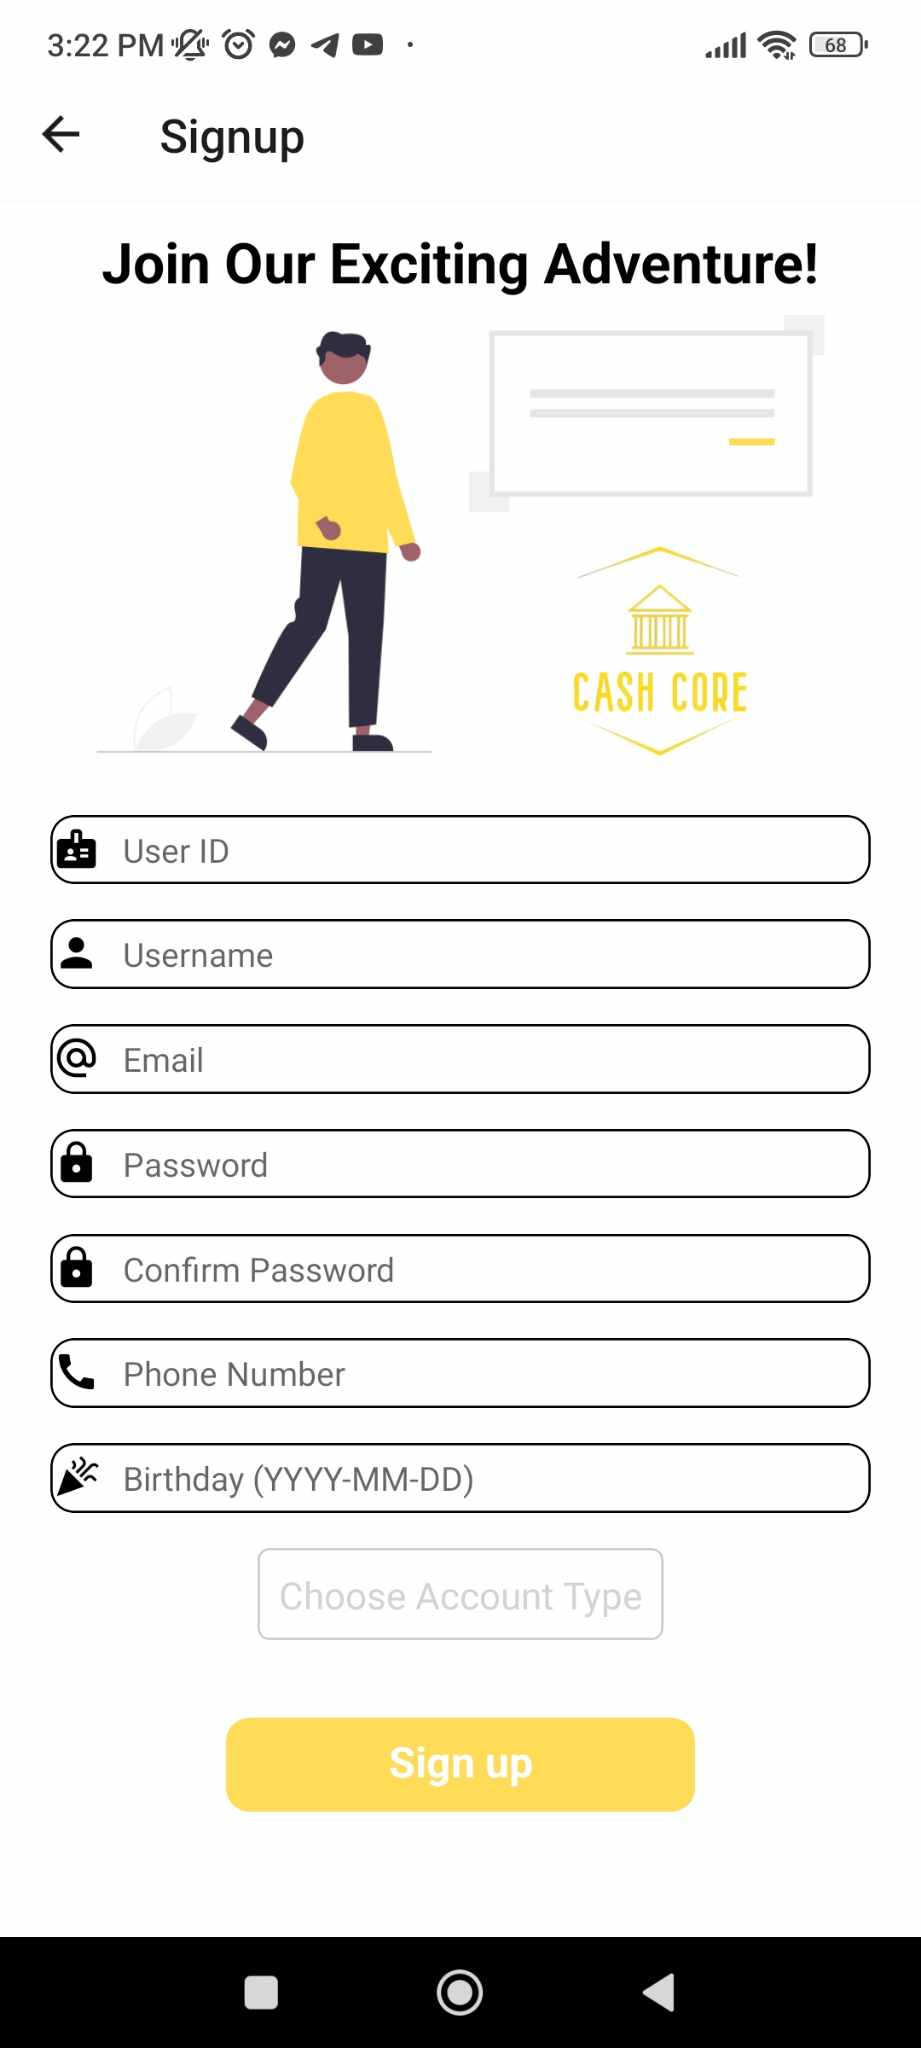 3:22 PM
68
Signup
Join Our Exciting Adventure!
CASH CORE
User ID
Username
Email
Password
Confirm Password
Phone Number
Birthday (YYYY-MM-DD)
Choose Account Type
Sign up